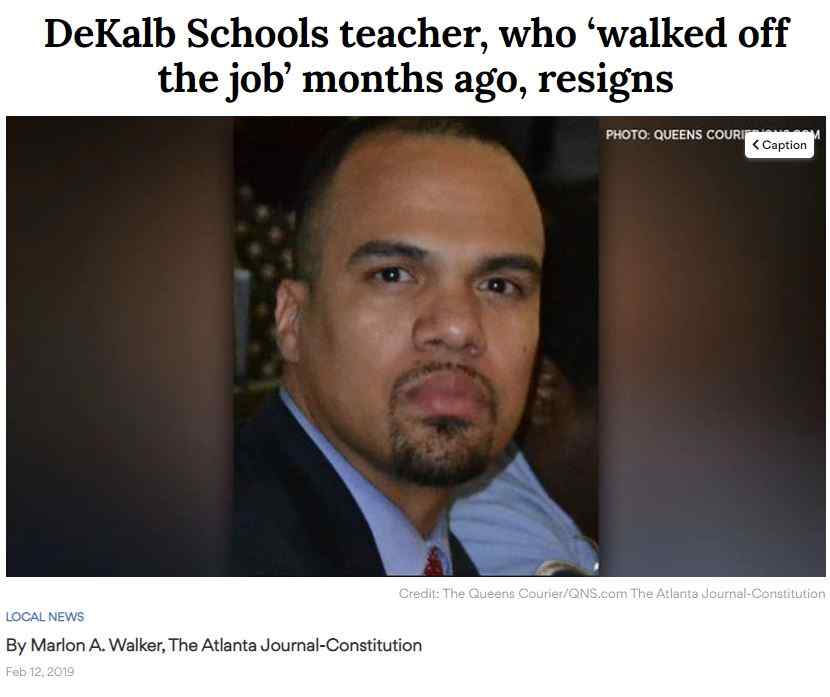 DeKalb Schools teacher, who ‘walked off
the job’ months ago, resigns
PHOTO: QUEENS COURIE
Caption
Credit: The Queens Courier/QNS.com The Atlanta Journal-Constitution
LOCAL NEWS
By Marlon A. Walker, The Atlanta Journal-Constitution
Feb 12, 2019